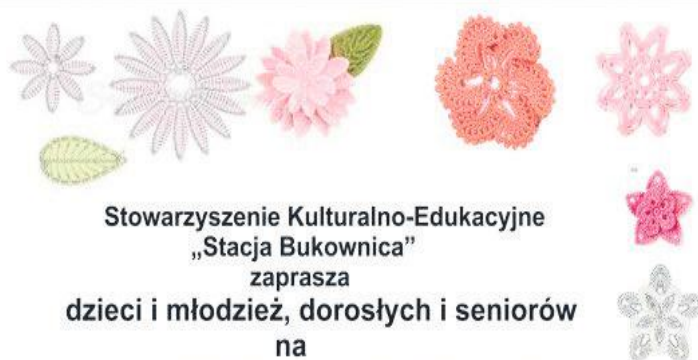 Stowarzyszenie Kulturalno-Edukacyjne
„Stacja Bukownica”
zaprasza
dzieci i młodzież, dorosłych i seniorów
na